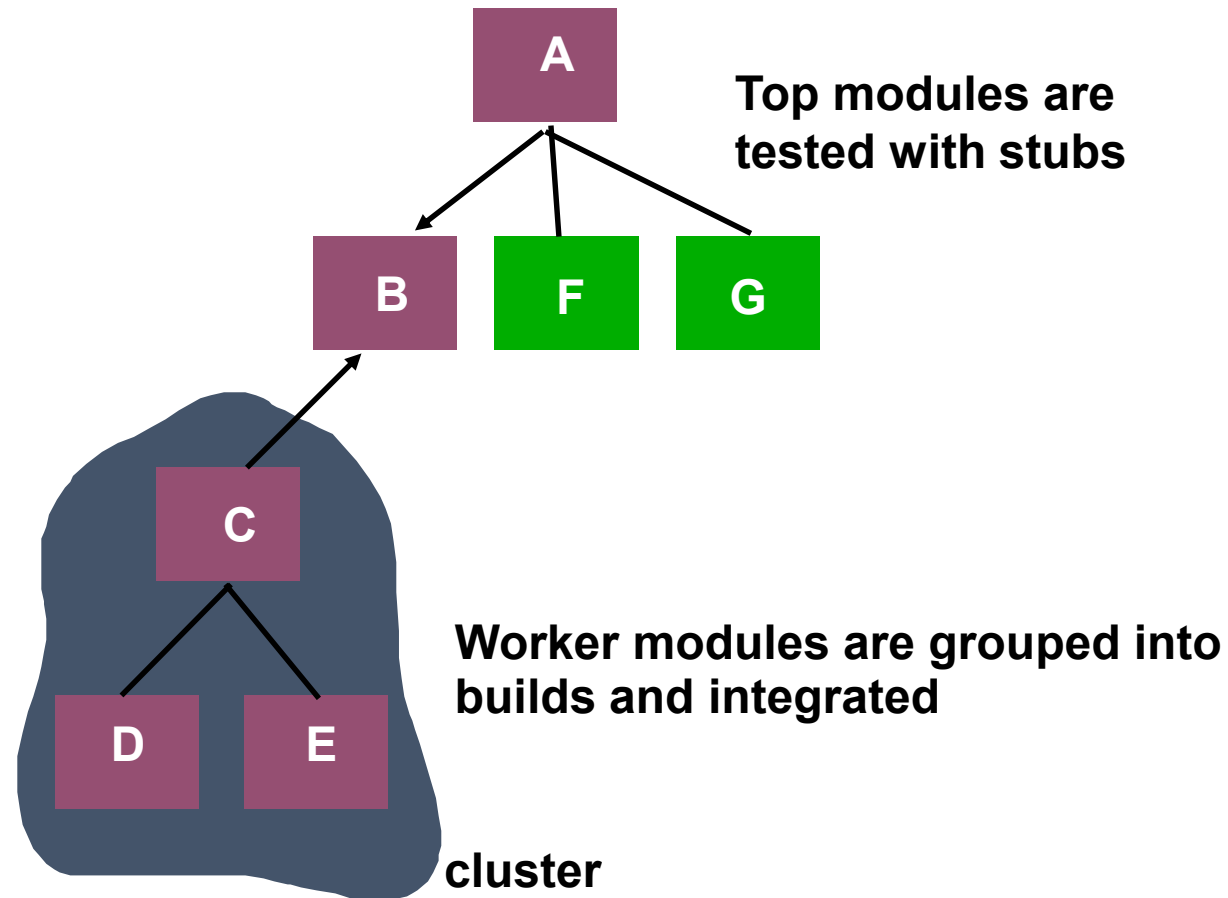 A
Top modules are
tested with stubs
B
F
G
C
Worker modules are grouped into
builds and integrated
D
E
cluster